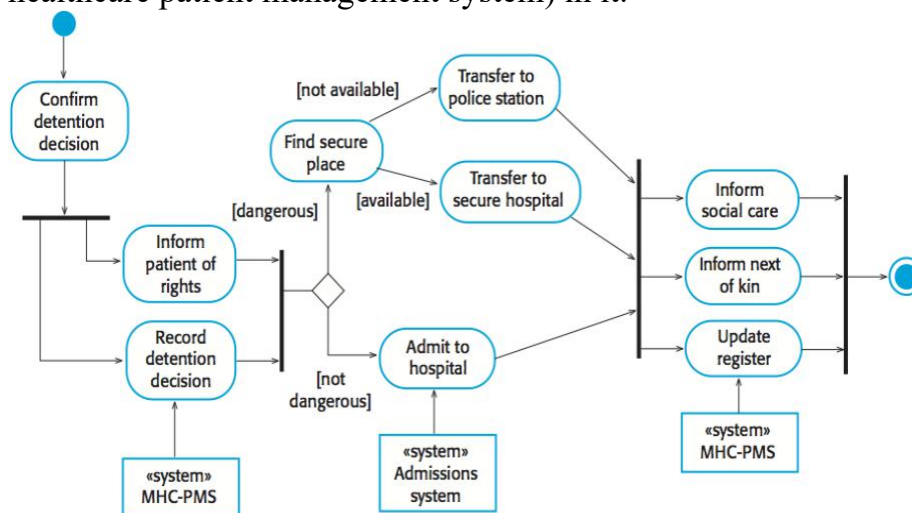 healthcare patient management system) in it.
Confirm
detention
decision
Inform
patient of
rights
Record
detention
decision
«system»
MHC-PMS
[dangerous]
[not
dangerous]
Find secure
place
[not available]
[available]
Transfer to
police station
Transfer to
secure hospital
Admit to
hospital
«system»
Admissions
system
Inform
social care
Inform next
of kin
Update
register
«system»
MHC-PMS